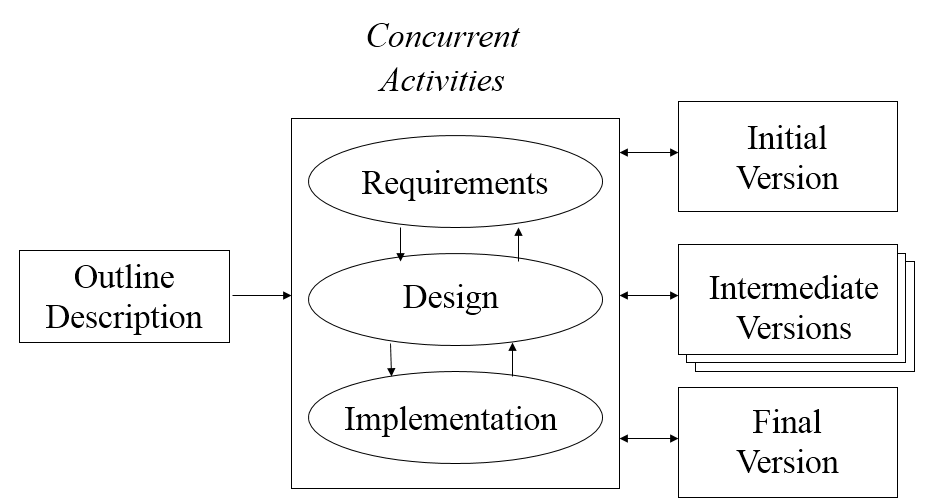 Concurrent
Activities
Outline
Description
Requirements
Design
Implementation
Initial
Version
Intermediate
Versions
Final
Version